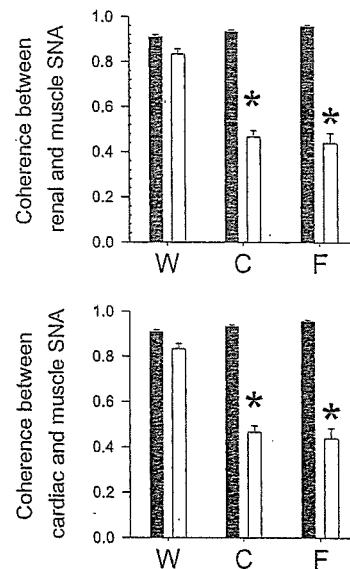 Coherence between
renal and muscle SNA
1.0
0.8
0.6
0.4
0.2
0.0
*
*
W C F
Coherence between
cardiac and muscle SNA
1.0
0.8
0.6
0.4
0.2
0.0
*
*
W C F